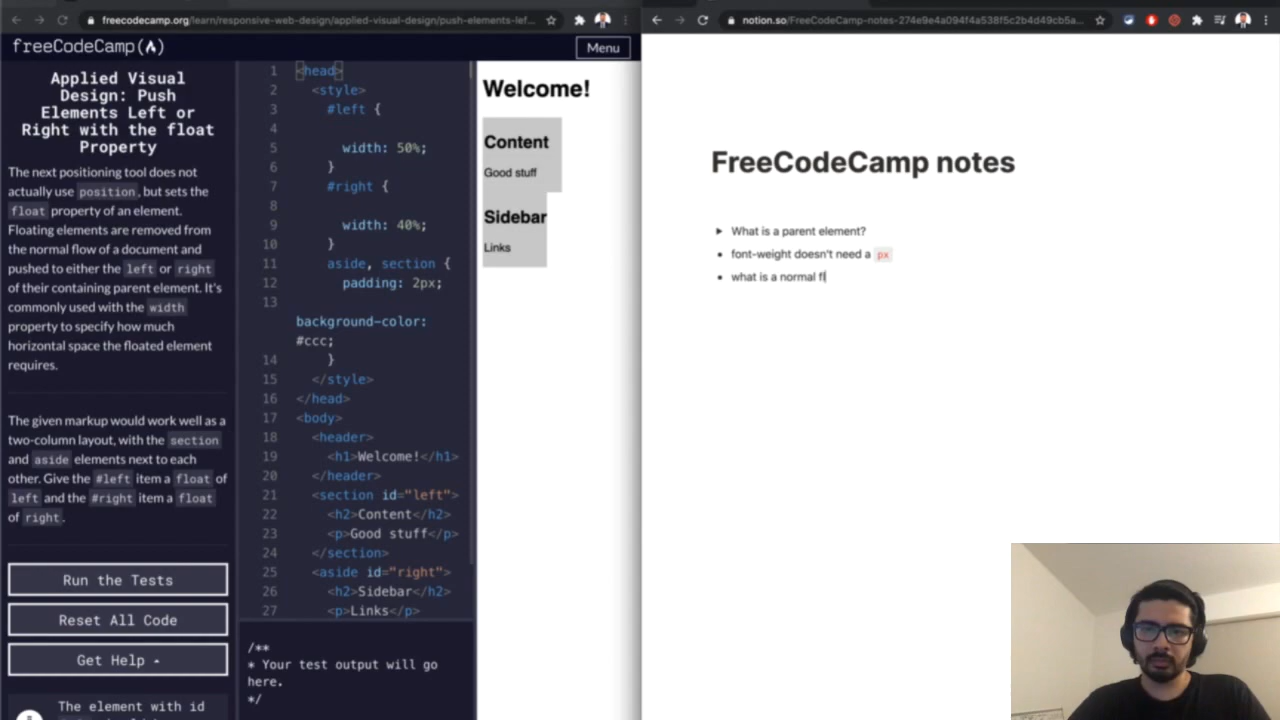 freecodecamp.org/learn/responsive-web-design/applied-visual-design/push-elements-lef...
freeCodeCamp(🔥)
Menu
Applied Visual
Design: Push
Elements Left or
Right with the float
Property
The next positioning tool does not
actually use position, but sets the
float property of an element.
Floating elements are removed from
the normal flow of a document and
pushed to either the left or right
of their containing parent element. It's
commonly used with the width
property to specify how much
horizontal space the floated element
requires.
The given markup would work well as a
two-column layout, with the section
and aside elements next to each
other. Give the #left item a float of
left and the #right item a float
of right.
Run the Tests
Reset All Code
Get Help
The element with id
1 <head>
2 <style>
3 #left {
4
5 width: 50%;
6 }
7 #right {
8
9 width: 40%;
10 }
11 aside, section {
12 padding: 2px;
13
background-color:
#ccc;
14 }
15 </style>
16 </head>
17 <body>
18 <header>
19 <h1>Welcome!</h1>
20 </header>
21 <section id="left">
22 <h2>Content</h2>
23 <p>Good stuff</p>
24 </section>
25 <aside id="right">
26 <h2>Sidebar</h2>
27 <p>Links</p>
/**
* Your test output will go
here.
*/
Welcome!
Content
Good stuff
Sidebar
Links
notion.so/FreeCodeCamp-notes-274e9e4a094f4a538f5c2b4d49cb5a...
FreeCodeCamp notes
What is a parent element?
font-weight doesn't need a px
what is a normal fl